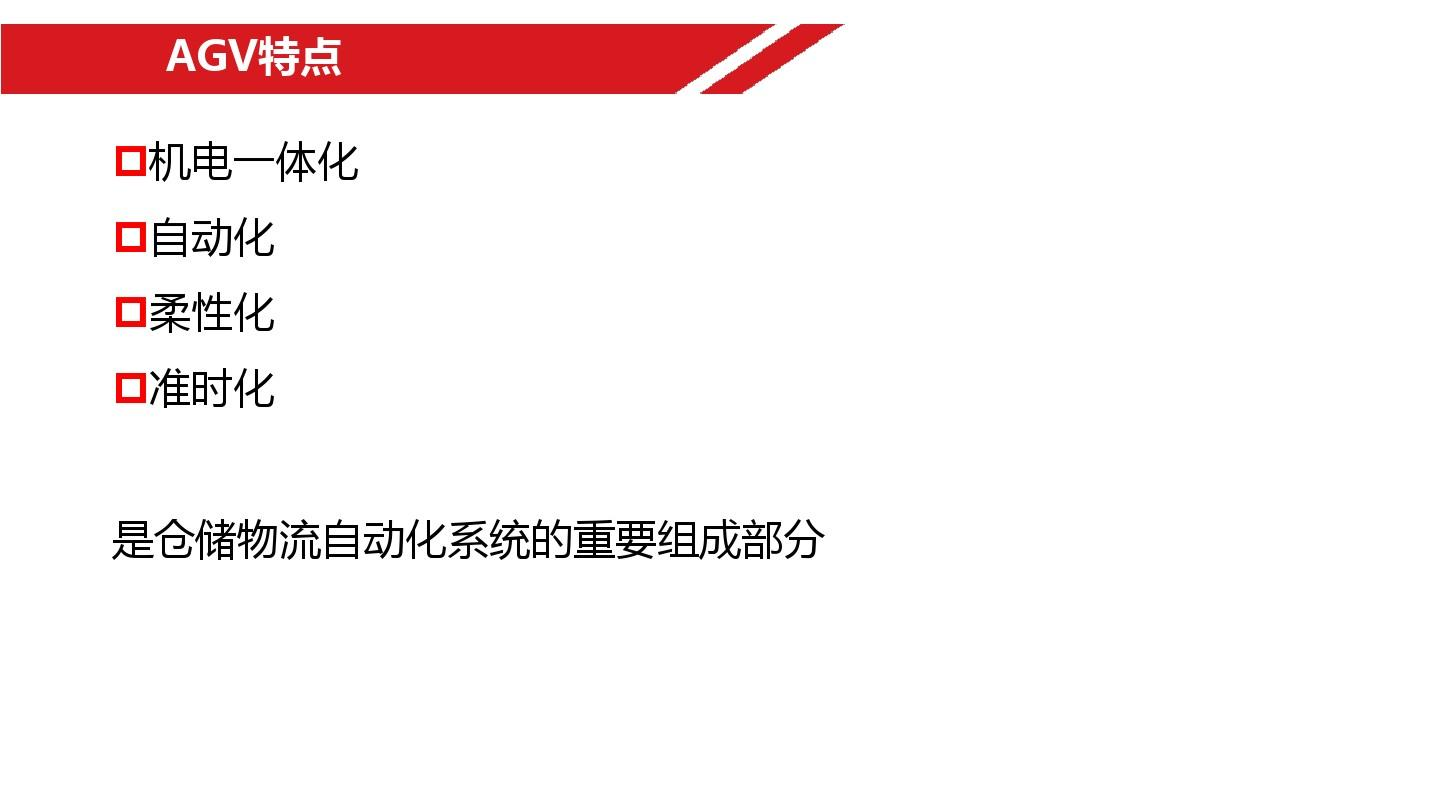 AGV特点
机电一体化
自动化
柔性化
准时化
是仓储物流自动化系统的重要组成部分